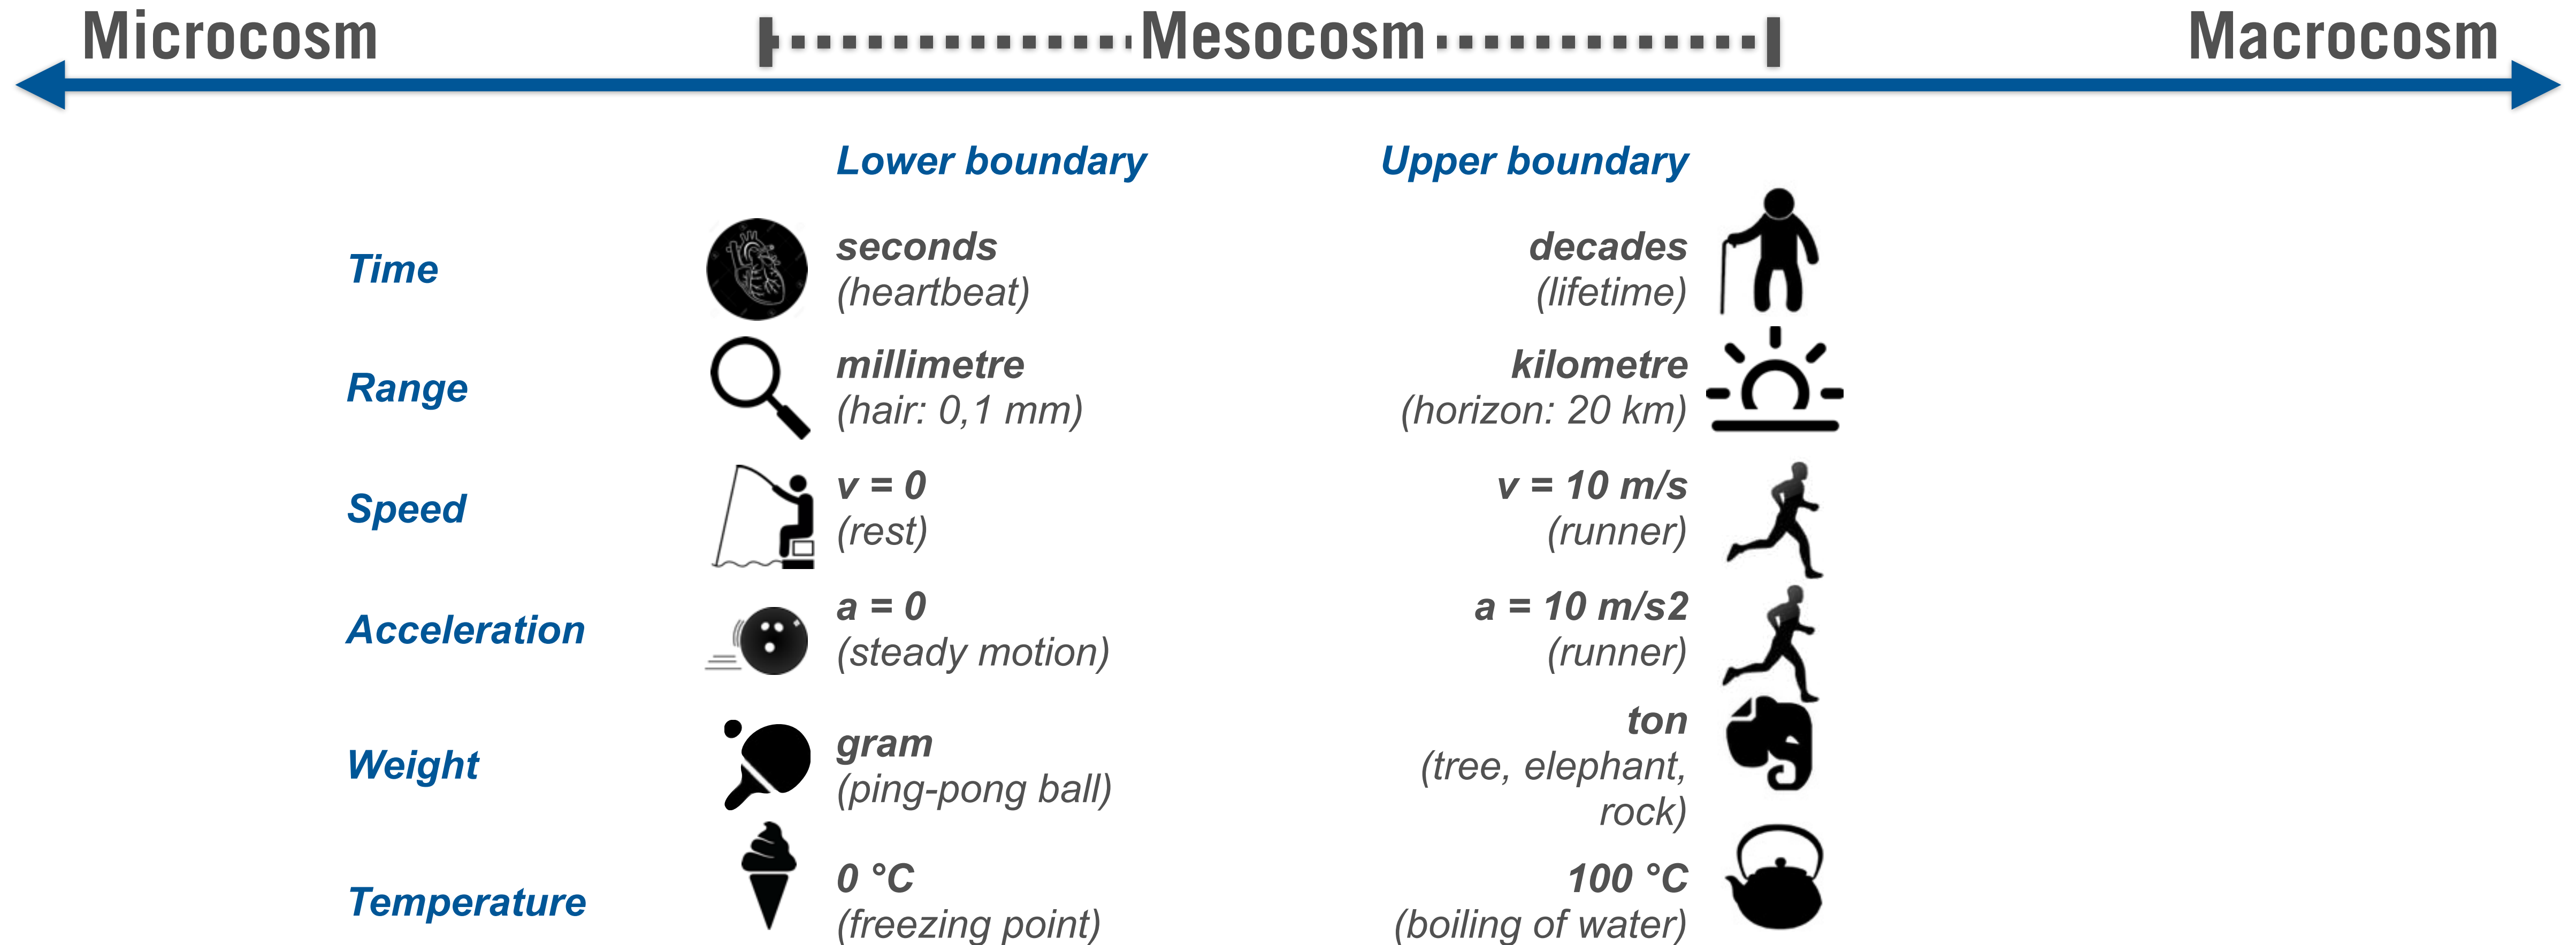 Microcosm Mesocosm Macrocosm
Lower boundary Upper boundary
Time
seconds
(heartbeat)
decades
(lifetime)
Range
millimetre
(hair: 0,1 mm)
kilometre
(horizon: 20 km)
Speed
v = 0
(rest)
v = 10 m/s
(runner)
Acceleration
a = 0
(steady motion)
a = 10 m/s2
(runner)
Weight
gram
(ping-pong ball)
ton
(tree, elephant,
rock)
Temperature
0 °C
(freezing point)
100 °C
(boiling of water)